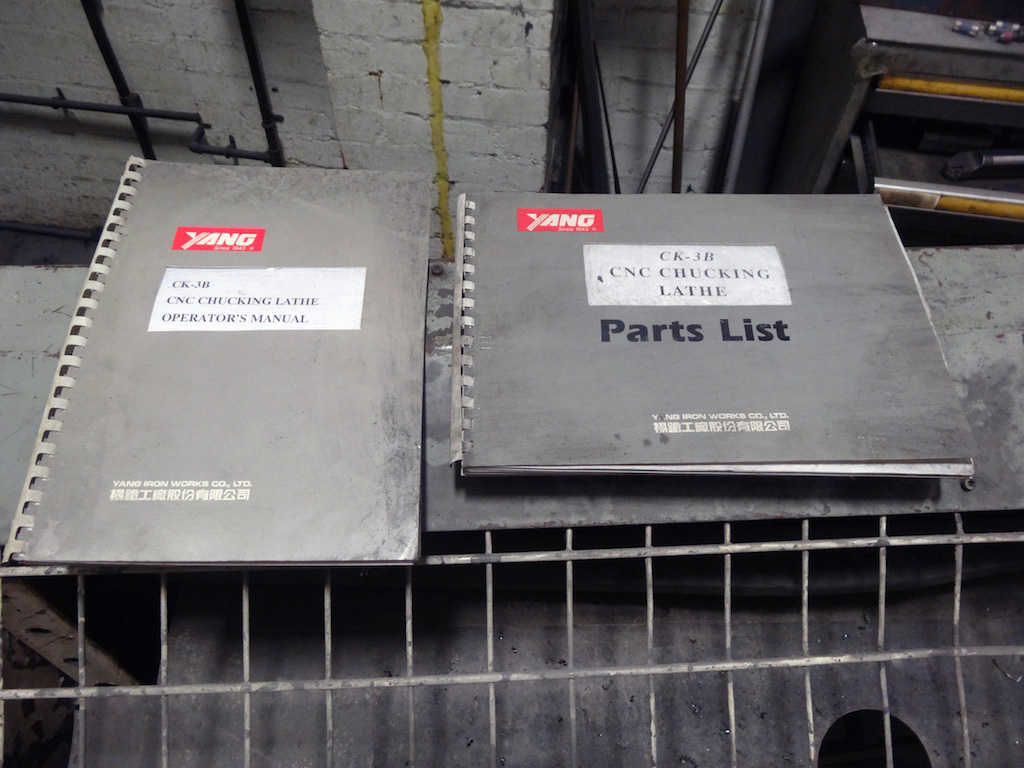 YANG
Since 1943
CK-3B
CNC CHUCKING LATHE
OPERATOR'S MANUAL
YANG IRON WORKS CO., LTD.
楊鐵工廠股份有限公司
YANG
Since 1943
CK-3B
CNC CHUCKING
LATHE
Parts List
YANG IRON WORKS CO., LTD.
楊鐵工廠股份有限公司